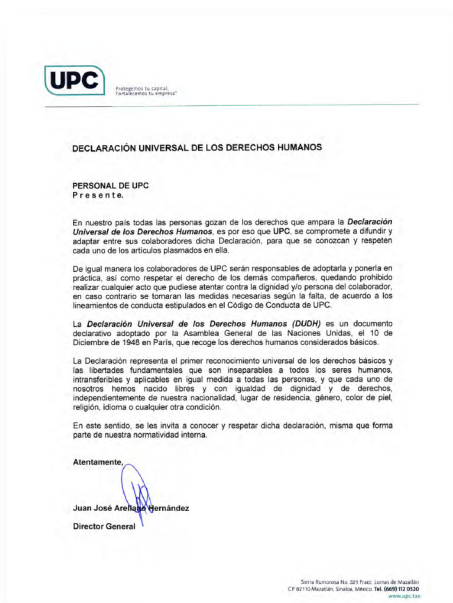 UPC
Protegemos tu capital,
Fortalecemos tu empresa®
DECLARACIÓN UNIVERSAL DE LOS DERECHOS HUMANOS
PERSONAL DE UPC
P r e s e n t e.
En nuestro país todas las personas gozan de los derechos que ampara la Declaración
Universal de los Derechos Humanos, es por eso que UPC, se compromete a difundir y
adaptar entre sus colaboradores dicha Declaración, para que se conozcan y respeten
cada uno de los artículos plasmados en ella.
De igual manera los colaboradores de UPC serán responsables de adoptarla y ponerla en
práctica, así como respetar el derecho de los demás compañeros, quedando prohibido
realizar cualquier acto que pudiese atentar contra la dignidad y/o persona del colaborador,
en caso contrario se tomaran las medidas necesarias según la falta, de acuerdo a los
lineamientos de conducta estipulados en el Código de Conducta de UPC.
La Declaración Universal de los Derechos Humanos (DUDH) es un documento
declarativo adoptado por la Asamblea General de las Naciones Unidas, el 10 de
Diciembre de 1948 en París, que recoge los derechos humanos considerados básicos.
La Declaración representa el primer reconocimiento universal de los derechos básicos y
las libertades fundamentales que son inseparables a todos los seres humanos,
intransferibles y aplicables en igual medida a todas las personas, y que cada uno de
nosotros hemos nacido libres y con igualdad de dignidad y de derechos,
independientemente de nuestra nacionalidad, lugar de residencia, género, color de piel,
religión, idioma o cualquier otra condición.
En este sentido, se les invita a conocer y respetar dicha declaración, misma que forma
parte de nuestra normatividad interna.
Atentamente,
Juan José Arellano Hernández
Director General
Sierra Rumorosa No. 321 Fracc. Lomas de Mazatlán
CP 82110 Mazatlán, Sinaloa, México. Tel. (669) 112 0520
www.upc.tax